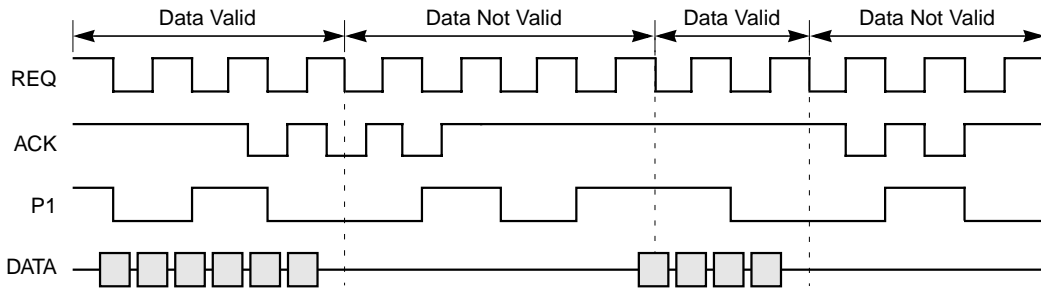 Data Valid Data Not Valid Data Valid Data Not Valid
REQ
ACK
P1
DATA